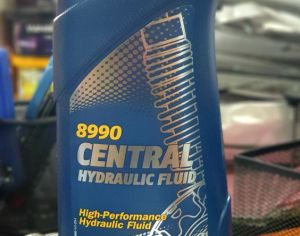 8990
CENTRAL
HYDRAULIC FLUID
High-Performance
Hydraulic Fluid